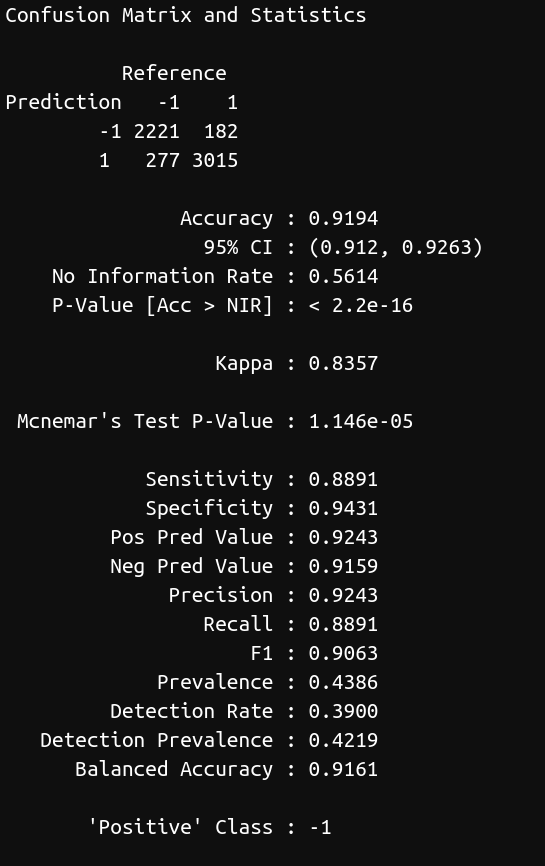 Confusion Matrix and Statistics
Reference
Prediction -1 1
-1 2221 182
1 277 3015
Accuracy : 0.9194
95% CI : (0.912, 0.9263)
No Information Rate : 0.5614
P-Value [Acc > NIR] : < 2.2e-16
Kappa : 0.8357
Mcnemar's Test P-Value : 1.146e-05
Sensitivity : 0.8891
Specificity : 0.9431
Pos Pred Value : 0.9243
Neg Pred Value : 0.9159
Precision : 0.9243
Recall : 0.8891
F1 : 0.9063
Prevalence : 0.4386
Detection Rate : 0.3900
Detection Prevalence : 0.4219
Balanced Accuracy : 0.9161
'Positive' Class : -1